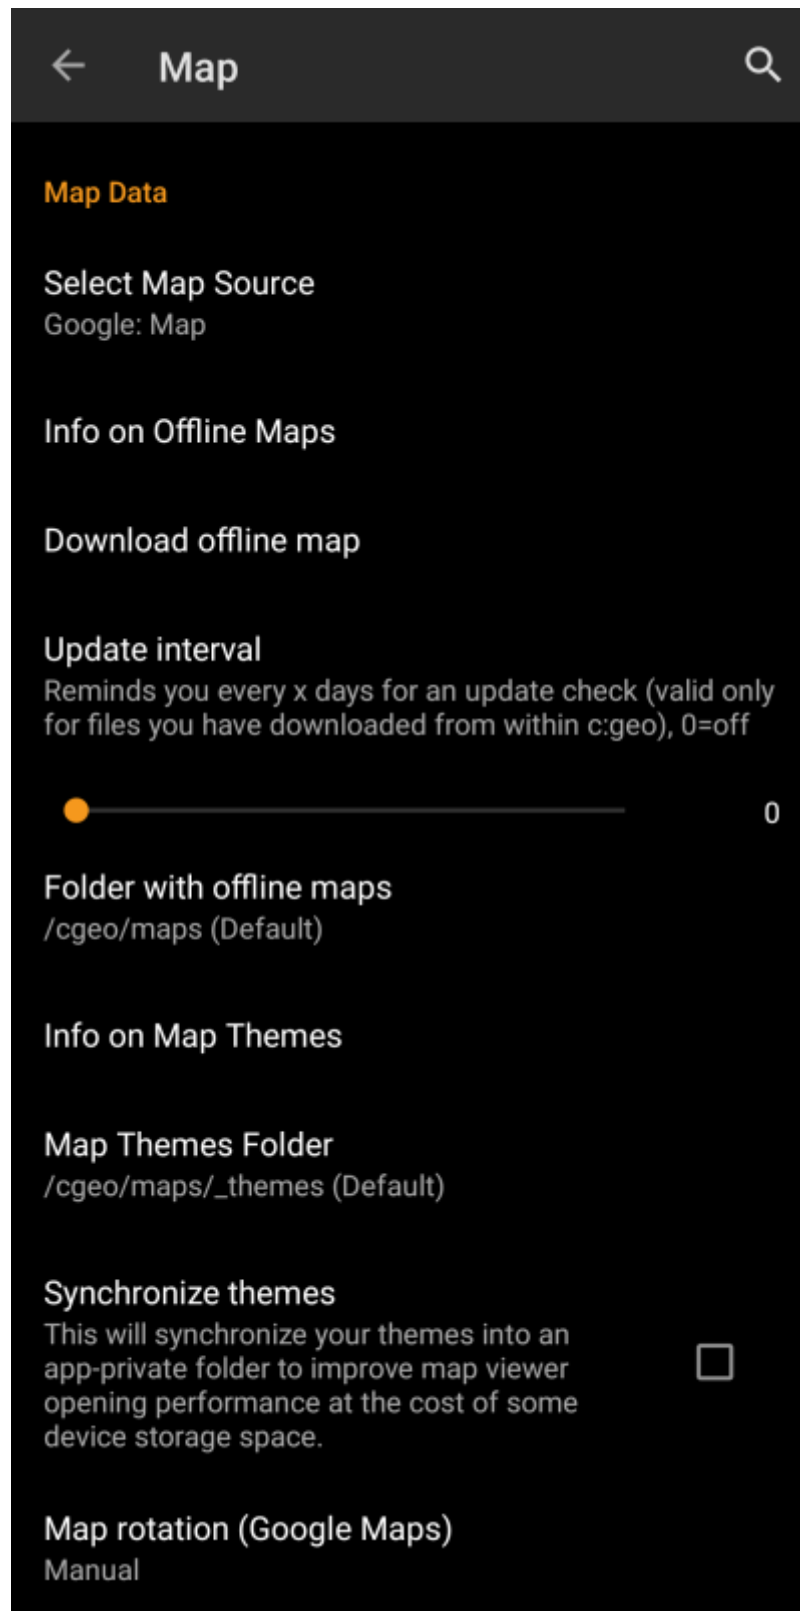 Map
Map Data
Select Map Source
Google: Map
Info on Offline Maps
Download offline map
Update interval
Reminds you every x days for an update check (valid only
for files you have downloaded from within c:geo), 0=off
0
Folder with offline maps
/cgeo/maps (Default)
Info on Map Themes
Map Themes Folder
/cgeo/maps/_themes (Default)
Synchronize themes
This will synchronize your themes into an
app-private folder to improve map viewer
opening performance at the cost of some
device storage space.
Map rotation (Google Maps)
Manual